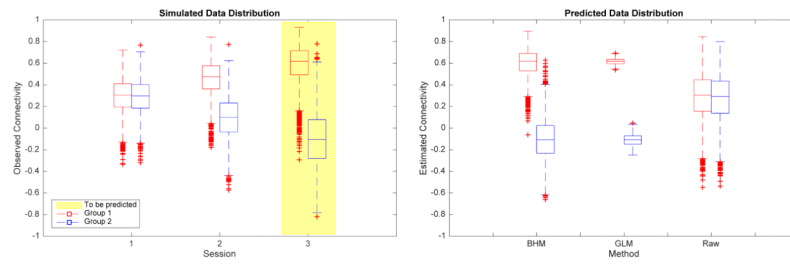 Simulated Data Distribution
1
0.8
0.6
0.4
0.2
0
-0.2
-0.4
-0.6
-0.8
-1
Observed Connectivity
To be predicted
Group 1
Group 2
1 2 3
Session
Predicted Data Distribution
1
0.8
0.6
0.4
0.2
0
-0.2
-0.4
-0.6
-0.8
-1
Estimated Connectivity
BHM GLM Raw
Method